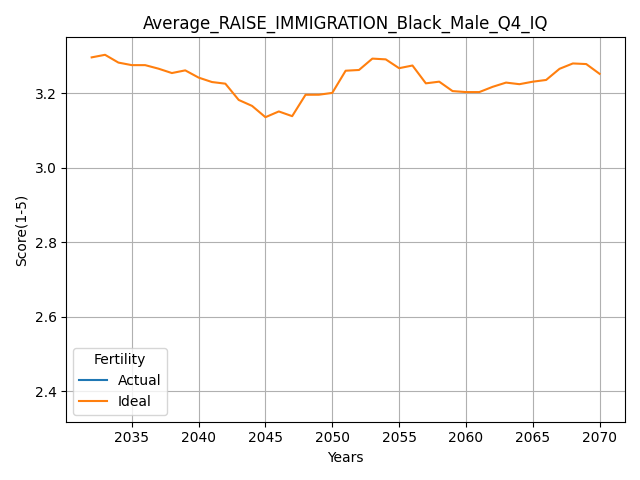 Average_RAISE_IMMIGRATION_Black_Male_Q4_IQ
Score(1-5)
3.2
3.0
2.8
2.6
2.4
Fertility
Actual
Ideal
2035 2040 2045 2050 2055 2060 2065 2070
Years